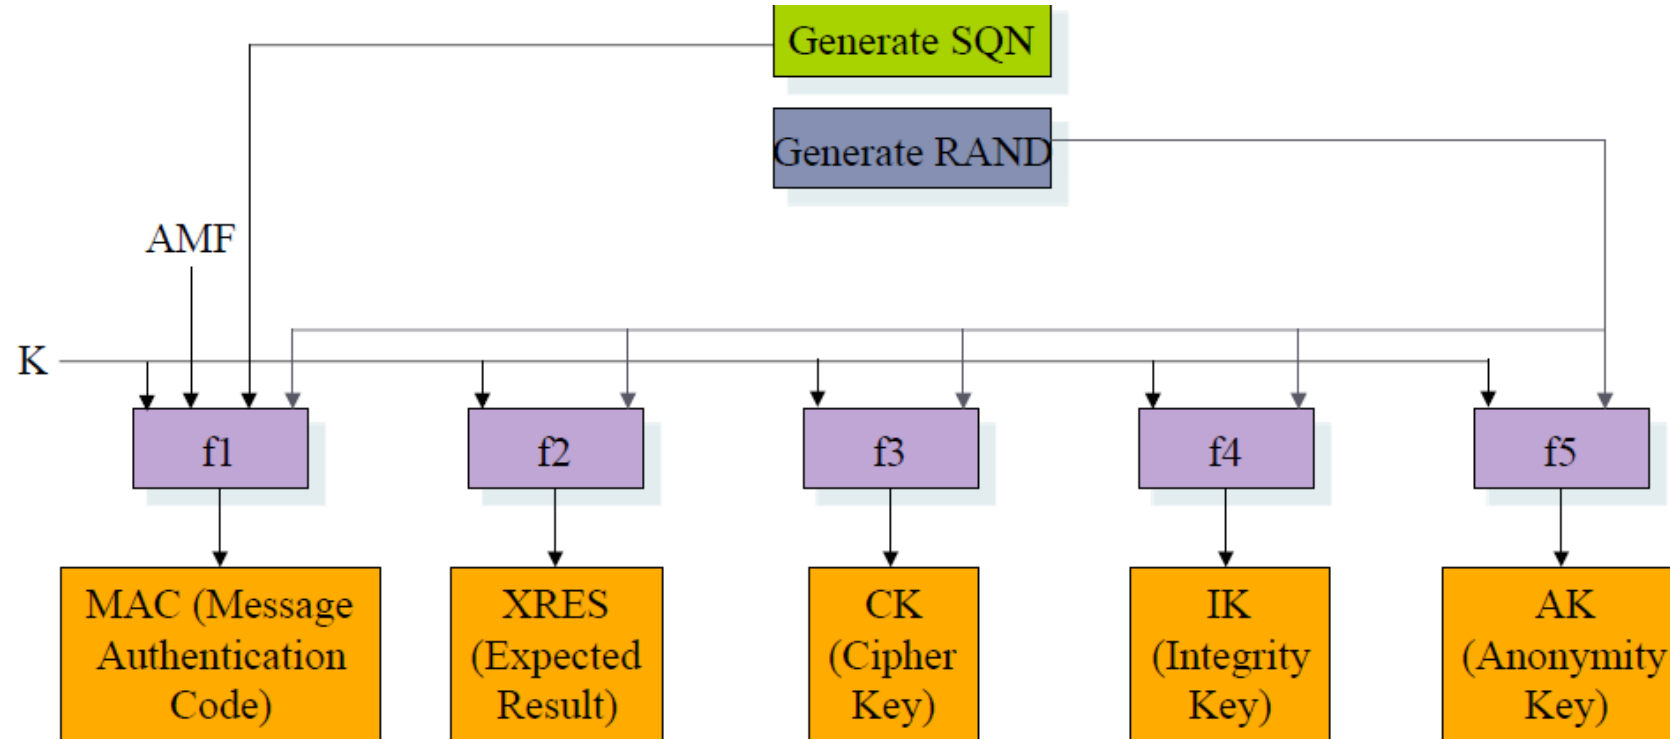 Generate SQN
Generate RAND
AMF
K
f1
f2
f3
f4
f5
MAC (Message
Authentication
Code)
XRES
(Expected
Result)
CK
(Cipher
Key)
IK
(Integrity
Key)
AK
(Anonymity
Key)